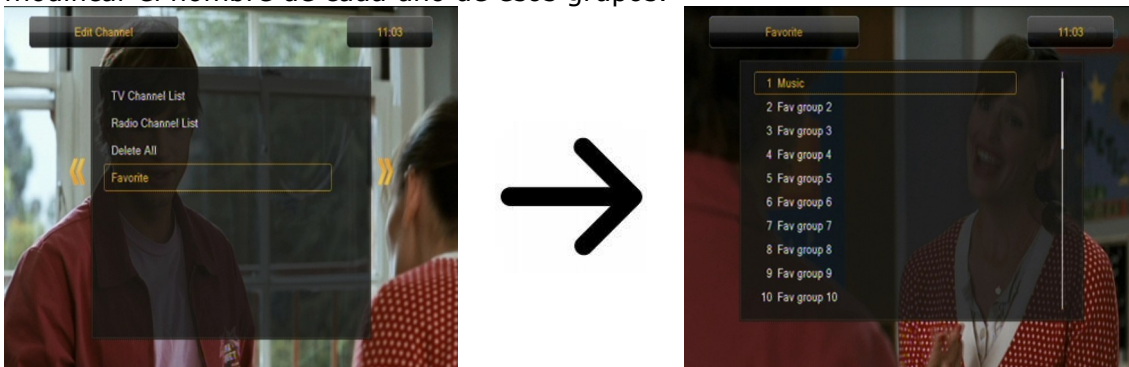 modificar el nombre de cada uno de estos grupos.
Edit Channel
11:03
TV Channel List
Radio Channel List
Delete All
Favorite
Favorite
11:03
1 Music
2 Fav group 2
3 Fav group 3
4 Fav group 4
5 Fav group 5
6 Fav group 6
7 Fav group 7
8 Fav group 8
9 Fav group 9
10 Fav group 10